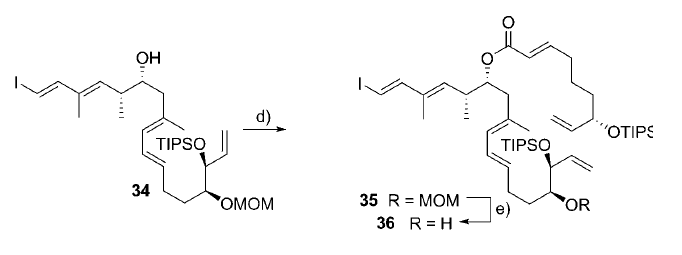 O
OH
O
I
I
d)
OTIPS
TIPSO
TIPSO
34
OMOM
35 R = MOM
e)
OR
36 R = H